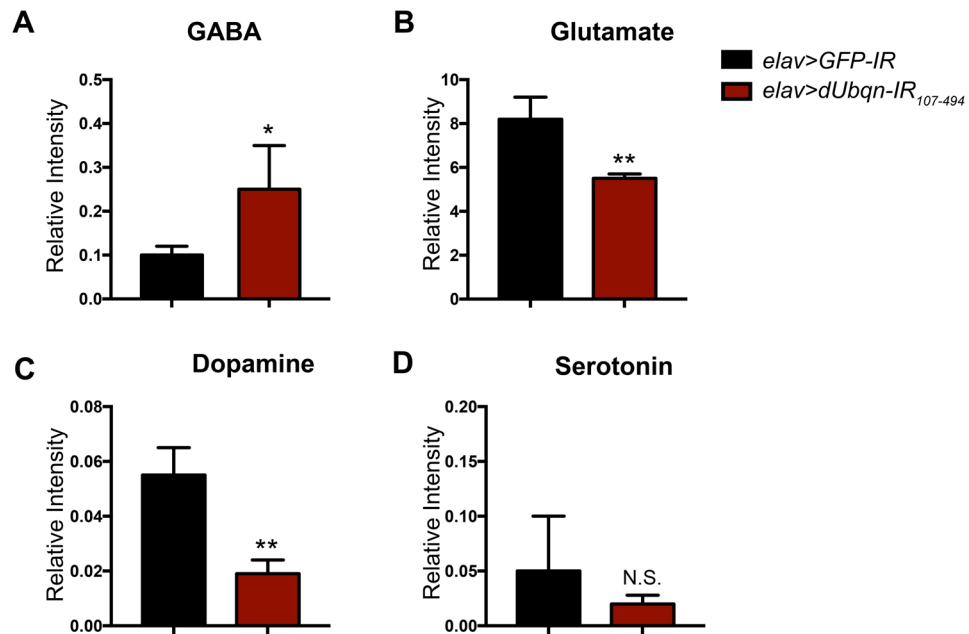 A
GABA
Relative Intensity
0.5
0.4
0.3
0.2
0.1
0.0
*
B
Glutamate
Relative Intensity
10
8
6
4
2
0
**
elav>GFP-IR
elav>dUbqn-IR107-494
C
Dopamine
Relative Intensity
0.08
0.06
0.04
0.02
0.00
**
D
Serotonin
Relative Intensity
0.20
0.15
0.10
0.05
0.00
N.S.